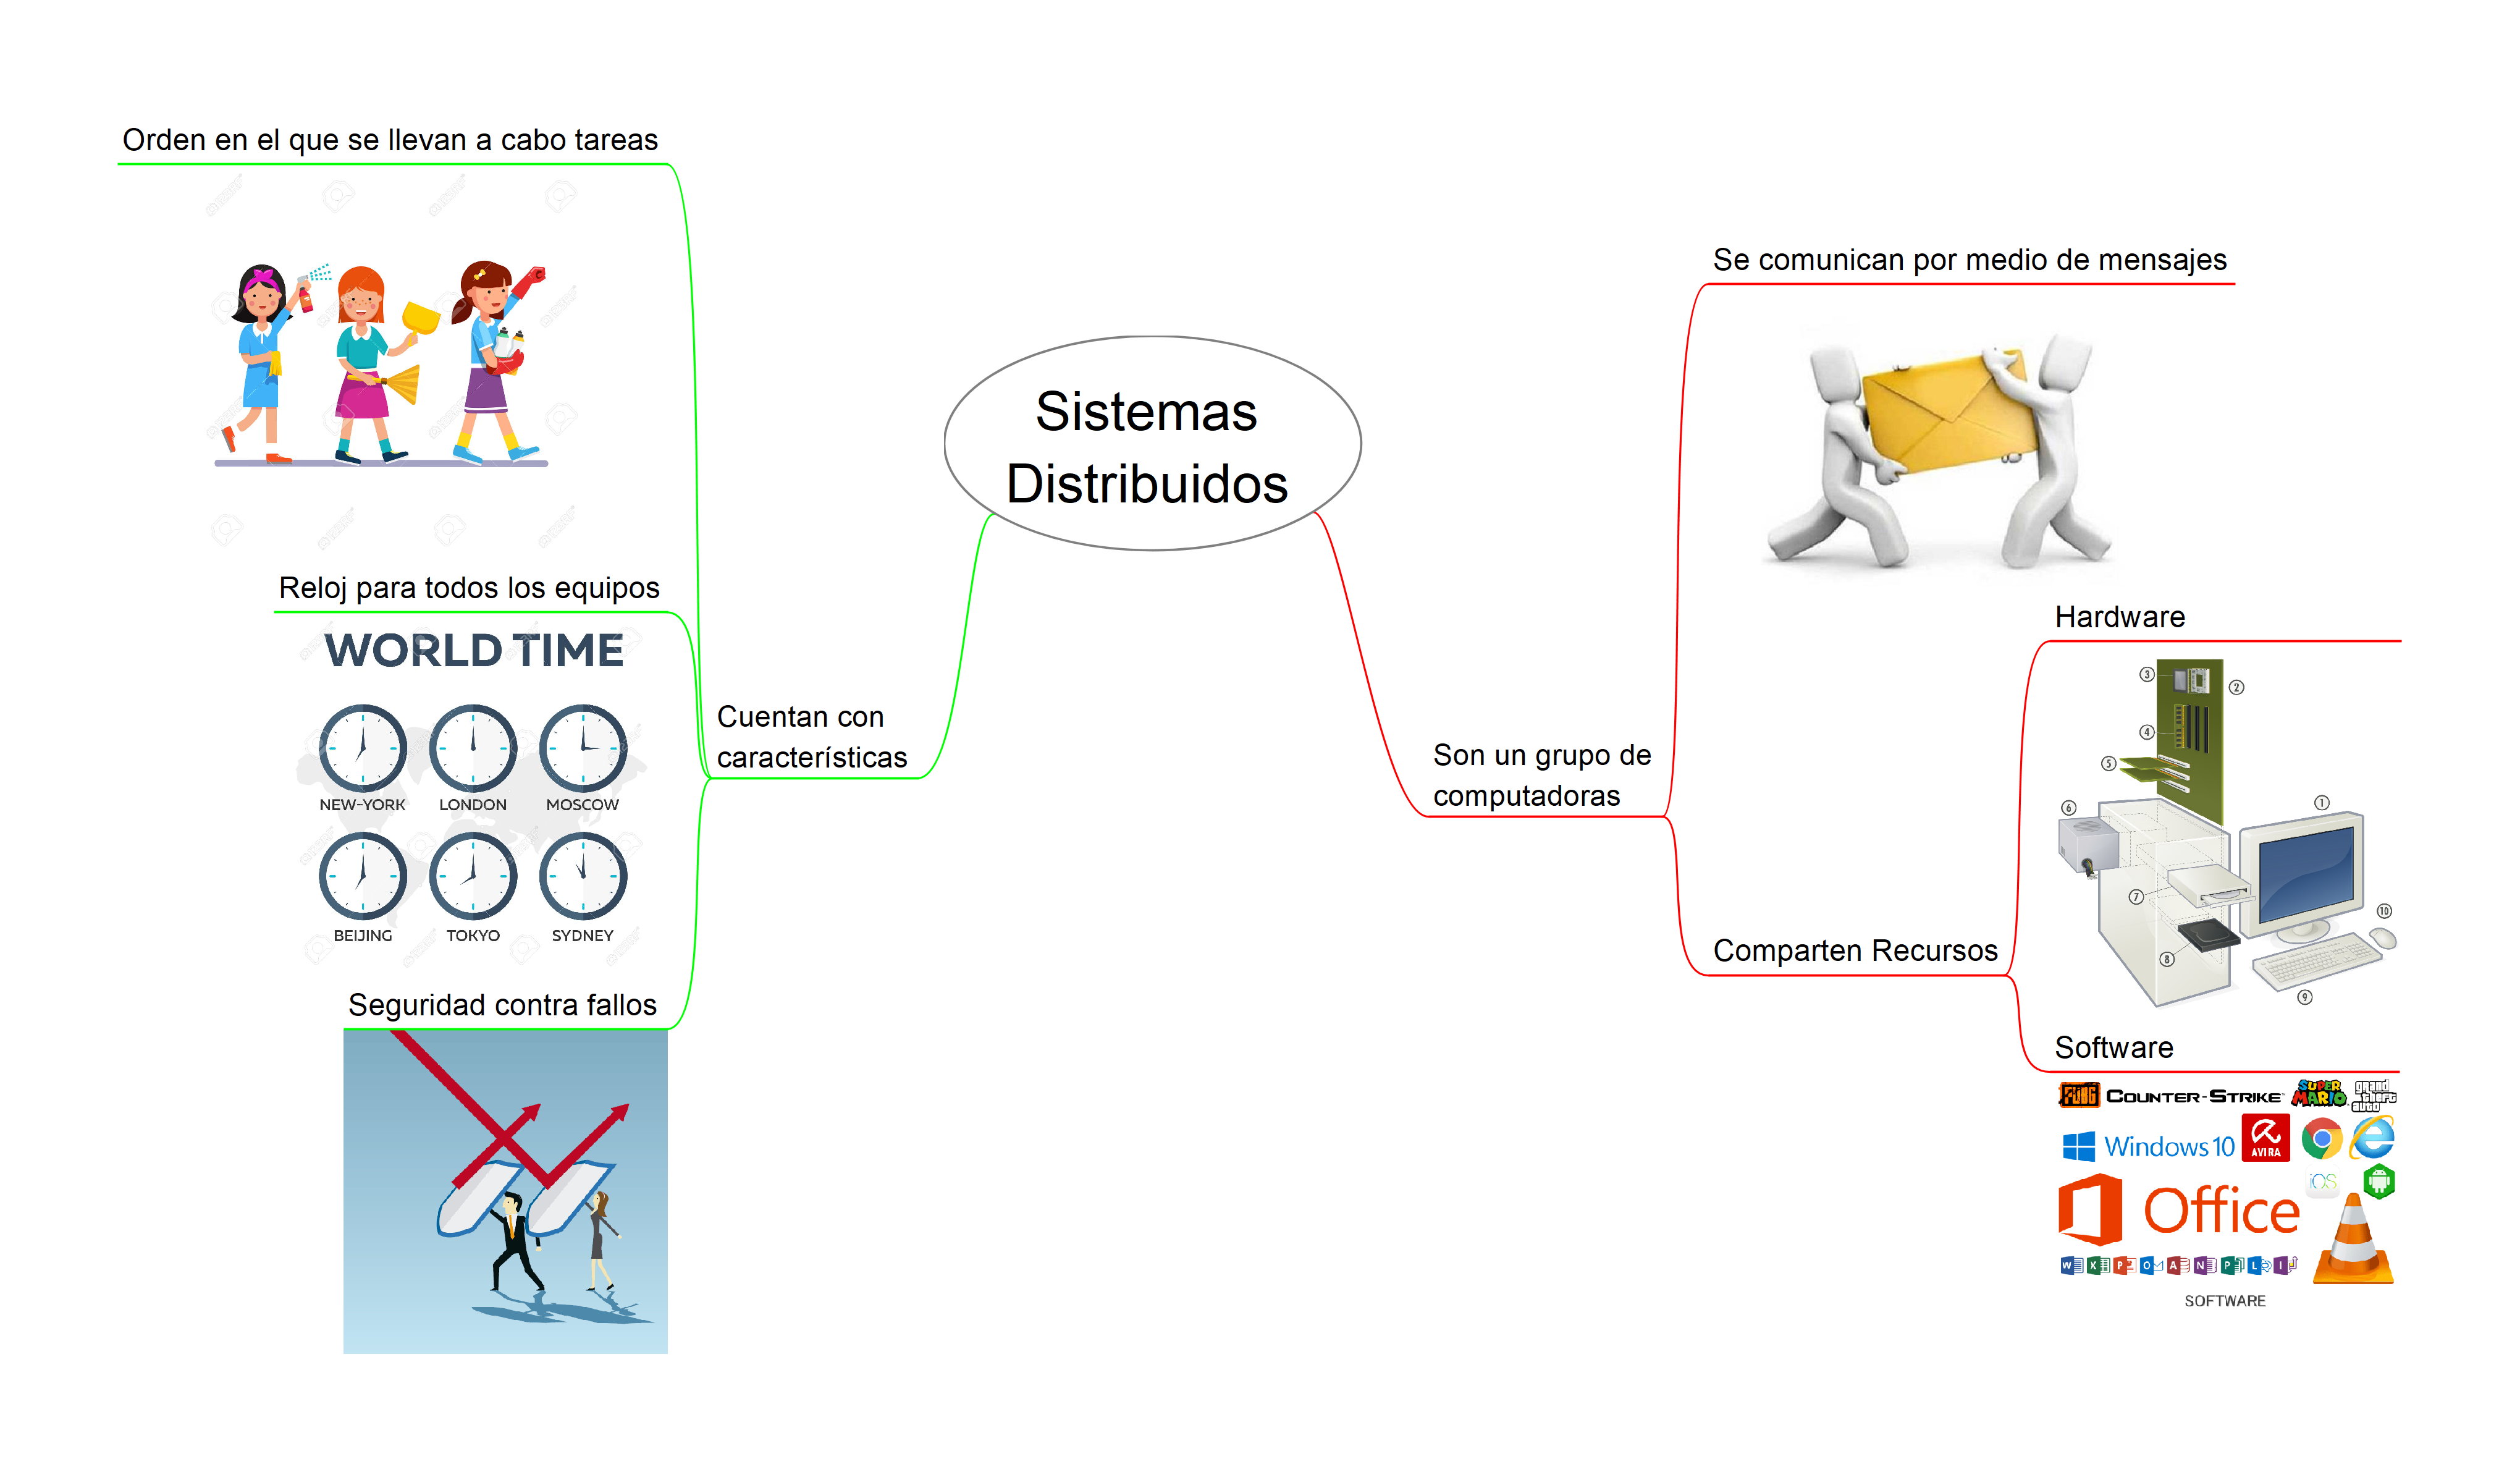 Sistemas
Distribuidos
Orden en el que se llevan a cabo tareas
Reloj para todos los equipos
WORLD TIME
NEW-YORK LONDON MOSCOW
BEIJING TOKYO SYDNEY
Seguridad contra fallos
Cuentan con
características
Son un grupo de
computadoras
Se comunican por medio de mensajes
Comparten Recursos
Hardware
3
2
4
5
6
1
7
10
8
9
Software
PUBG COUNTER-STRIKE SUPER MARIO grand theft auto
Windows 10 AVIRA
iOS
Office
W X P O A N P L I
SOFTWARE